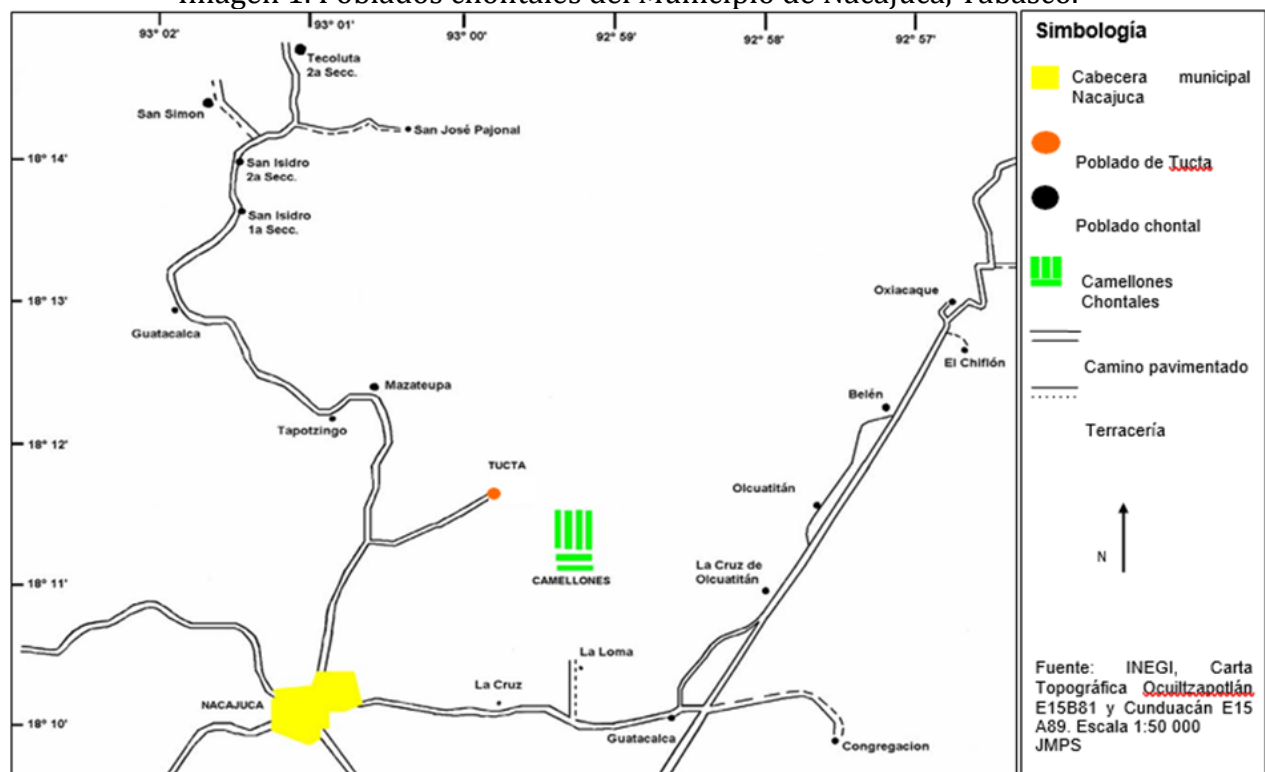 Imagen 1. Poblados chontales del Municipio de Nacajuca, Tabasco.
93° 02'
93° 01'
93° 00'
92° 59'
92° 58'
92° 57'
Tecoluta
2a Secc.
San Simon
San José Pajonal
18° 14'
San Isidro
2a Secc.
San Isidro
1a Secc.
18° 13'
Oxiacaque
Guatacalca
El Chiflón
Mazateupa
Belén
Tapotzingo
18° 12'
TUCTA
Olcuatitán
CAMELLONES
18° 11'
La Cruz de
Olcuatitán
La Loma
La Cruz
NACAJUCA
18° 10'
Guatacalca
Congregacion
Simbología
Cabecera municipal
Nacajuca
Poblado de Tucta
Poblado chontal
Camellones
Chontales
Camino pavimentado
Terracería
N
Fuente: INEGI, Carta
Topográfica Ocuiltzapotlán
E15B81 y Cunduacán E15
A89. Escala 1:50 000
JMPS